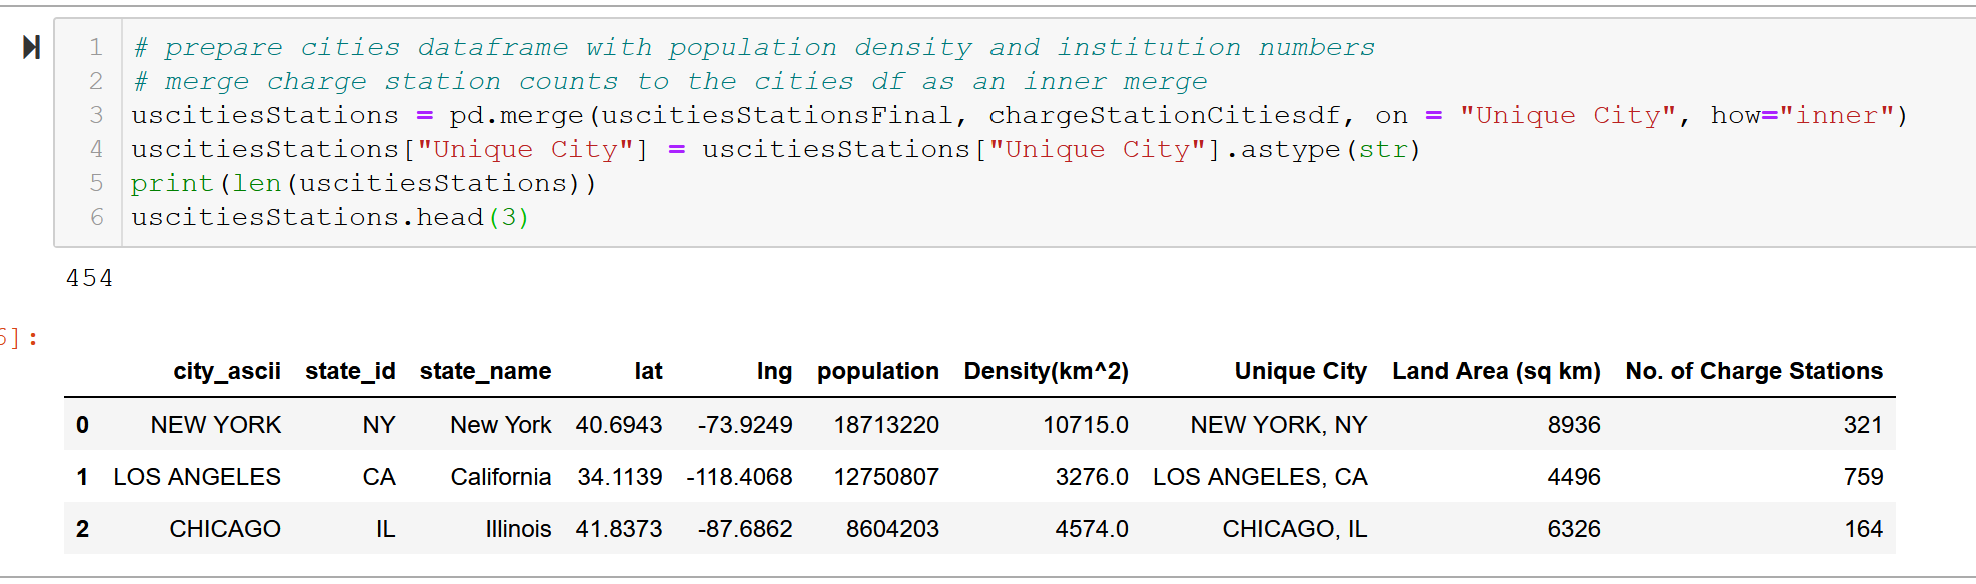 1 # prepare cities dataframe with population density and institution numbers
2 # merge charge station counts to the cities df as an inner merge
3 uscitiesStations = pd.merge(uscitiesStationsFinal, chargeStationCitiesdf, on = "Unique City", how="inner")
4 uscitiesStations["Unique City"] = uscitiesStations["Unique City"].astype(str)
5 print(len(uscitiesStations))
6 uscitiesStations.head(3)
454
]:
city_ascii state_id state_name lat lng population Density(km^2) Unique City Land Area (sq km) No. of Charge Stations
0 NEW YORK NY New York 40.6943 -73.9249 18713220 10715.0 NEW YORK, NY 8936 321
1 LOS ANGELES CA California 34.1139 -118.4068 12750807 3276.0 LOS ANGELES, CA 4496 759
2 CHICAGO IL Illinois 41.8373 -87.6862 8604203 4574.0 CHICAGO, IL 6326 164